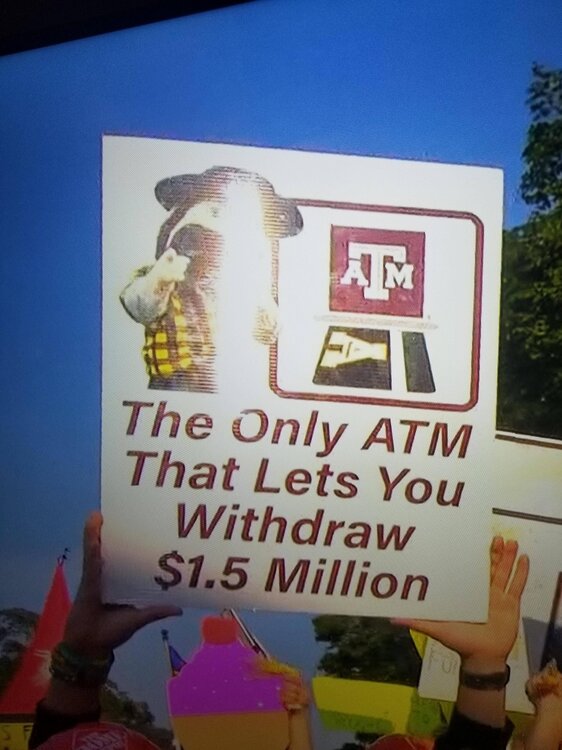 ATM
The Only ATM
That Lets You
Withdraw
$1.5 Million